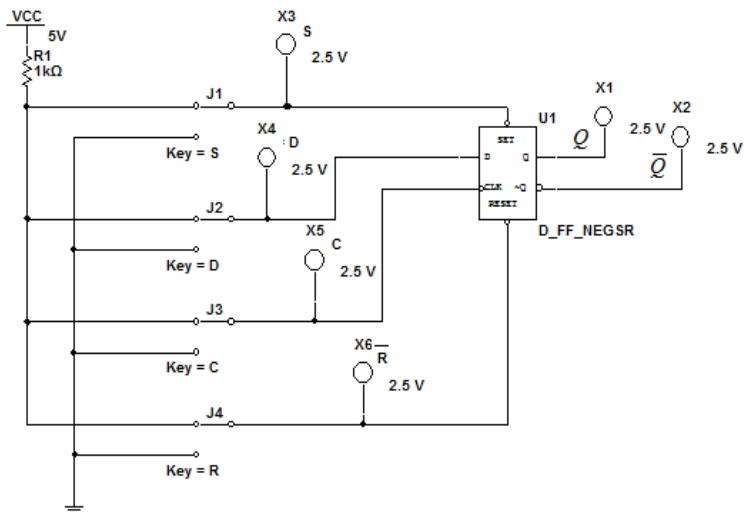 VCC
5V
R1
1kΩ
X3
S
2.5 V
J1
Key = S
X4
D
2.5 V
J2
Key = D
X5
C
2.5 V
J3
Key = C
X6
R̅
2.5 V
J4
Key = R
U1
SET
D
Q
CLK
~Q
RESET
D_FF_NEGSR
X1
Q
2.5 V
X2
Q̅
2.5 V